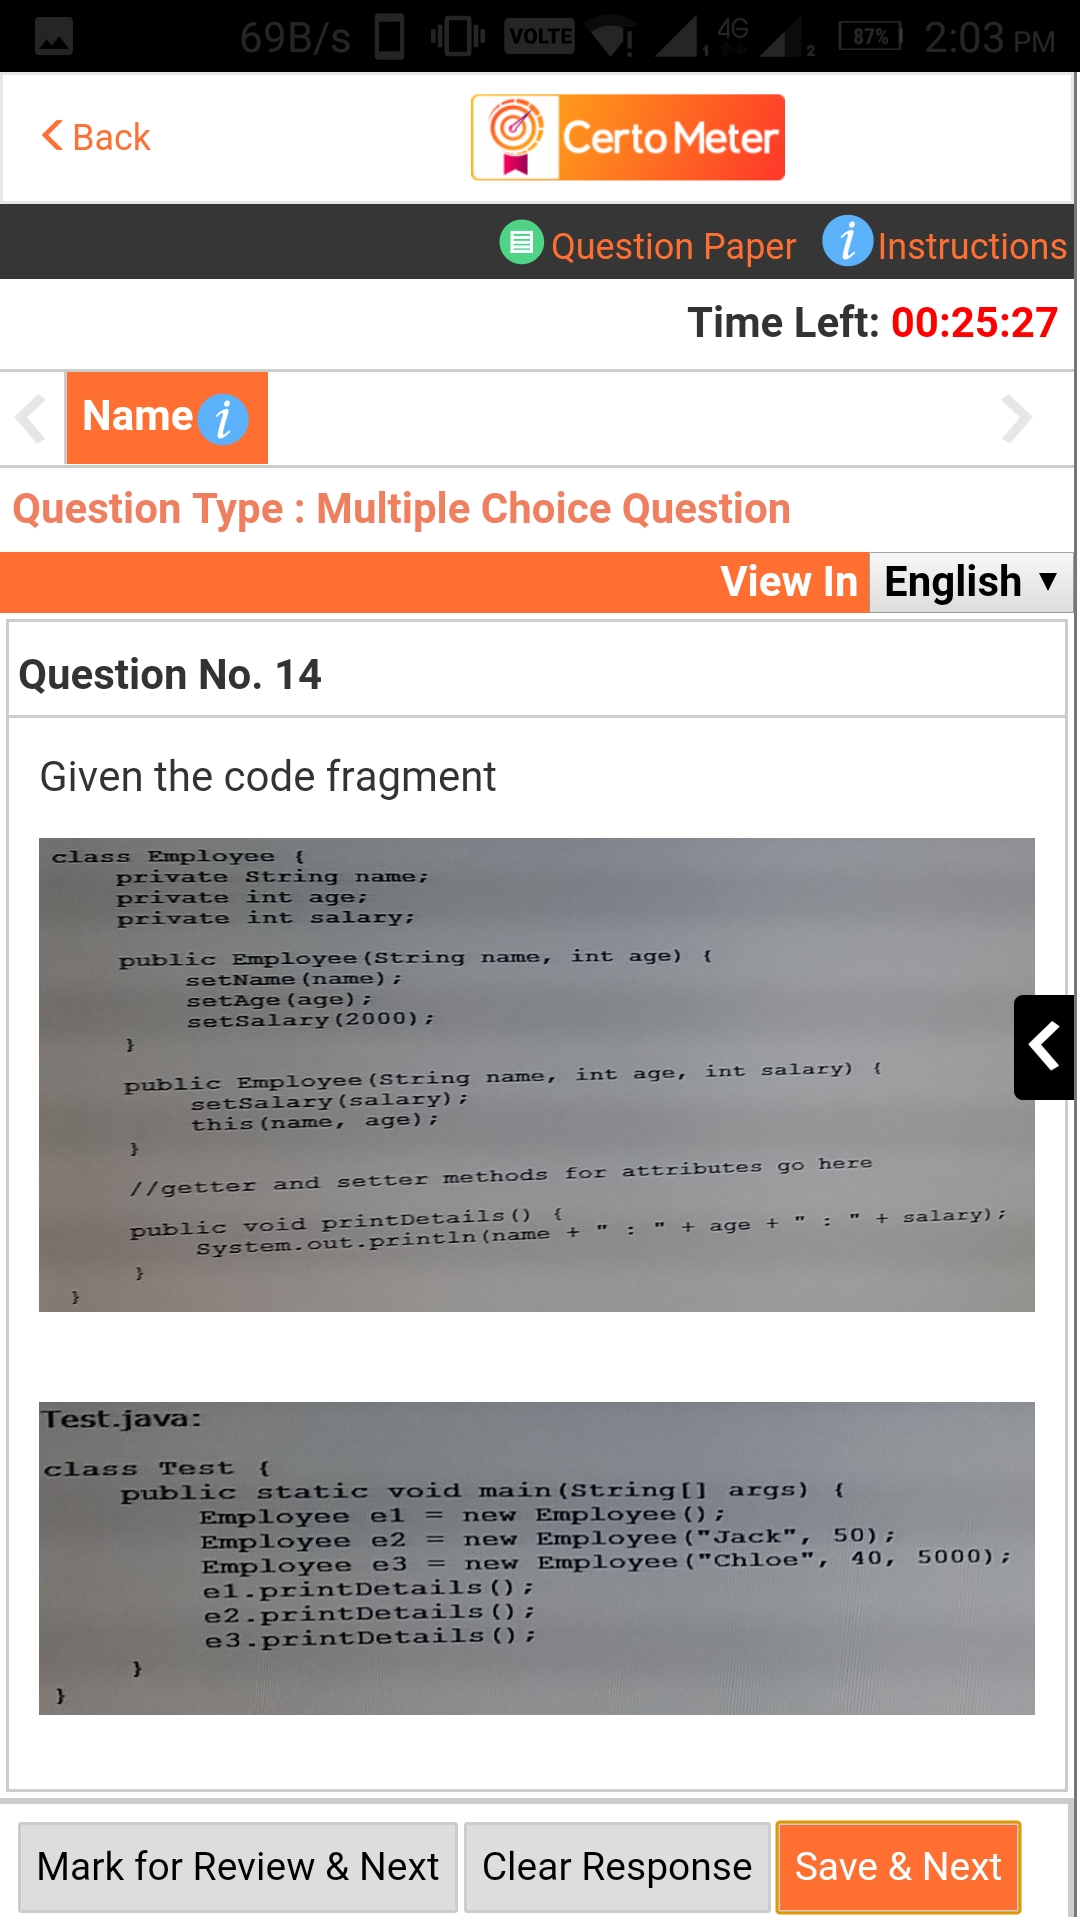 69B/s VOLTE 1 4G 2 87% 2:03 PM
Back
Certo Meter
Question Paper i Instructions
Time Left: 00:25:27
Name i
Question Type : Multiple Choice Question
View In English
Question No. 14
Given the code fragment
class Employee {
private String name;
private int age;
private int salary;
public Employee(String name, int age) {
setName(name);
setAge(age);
setSalary(2000);
}
public Employee(String name, int age, int salary) {
setSalary(salary);
this(name, age);
}
//getter and setter methods for attributes go here
public void printDetails() {
System.out.println(name + " : " + age + " : " + salary);
}
}
Test.java:
class Test {
public static void main(String[] args) {
Employee e1 = new Employee();
Employee e2 = new Employee("Jack", 50);
Employee e3 = new Employee("Chloe", 40, 5000);
e1.printDetails();
e2.printDetails();
e3.printDetails();
}
}
Mark for Review & Next Clear Response Save & Next